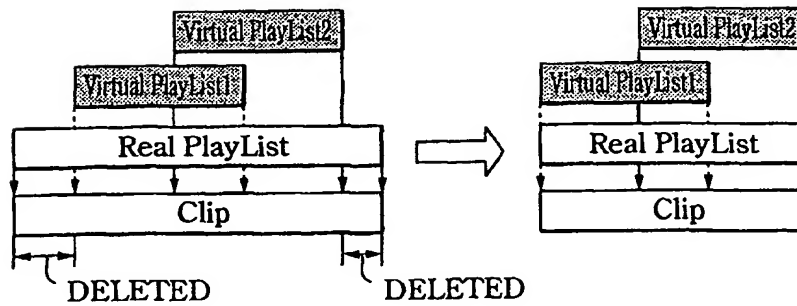 Virtual PlayList2
Virtual PlayList1
Real PlayList
Clip
DELETED
DELETED
Virtual PlayList2
Virtual PlayList1
Real PlayList
Clip